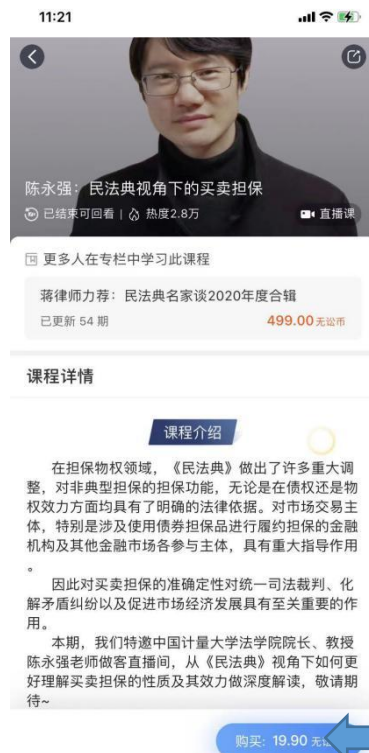 11:21
陈永强：民法典视角下的买卖担保
已结束可回看 | 热度2.8万
直播课
更多人在专栏中学习此课程
蒋律师力荐：民法典名家谈2020年度合辑
已更新 54 期
499.00 无讼币
课程详情
课程介绍
在担保物权领域，《民法典》做出了许多重大调
整，对非典型担保的担保功能，无论是在债权还是物
权效力方面均具有了明确的法律依据。对市场交易主
体，特别是涉及使用债券担保品进行履约担保的金融
机构及其他金融市场各参与主体，具有重大指导作用
。
因此对买卖担保的准确定性对统一司法裁判、化
解矛盾纠纷以及促进市场经济发展具有至关重要的作
用。
本期，我们特邀中国计量大学法学院院长、教授
陈永强老师做客直播间，从《民法典》视角下如何更
好理解买卖担保的性质及其效力做深度解读，敬请期
待~
购买：19.90 无